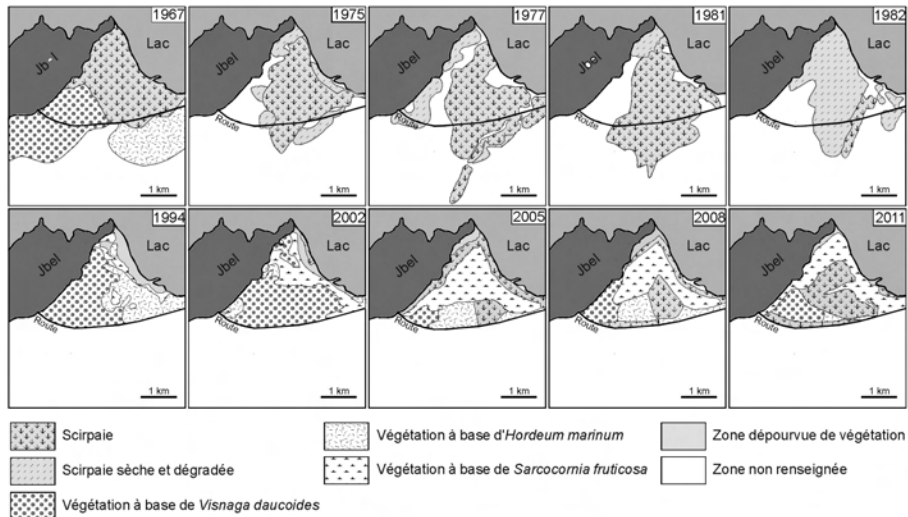 1967
Lac
Jbel
1 km
1975
Lac
Jbel
Route
1 km
1977
Lac
Jbel
Route
1 km
1981
Lac
Jbel
Route
1 km
1982
Lac
Jbel
Route
1 km
1994
Lac
Jbel
Route
1 km
2002
Lac
Jbel
Route
1 km
2005
Lac
Jbel
Route
1 km
2008
Lac
Jbel
Route
1 km
2011
Lac
Jbel
Route
1 km
Scirpaie
Scirpaie sèche et dégradée
Végétation à base de Visnaga daucoides
Végétation à base d'Hordeum marinum
Végétation à base de Sarcocornia fruticosa
Zone dépourvue de végétation
Zone non renseignée